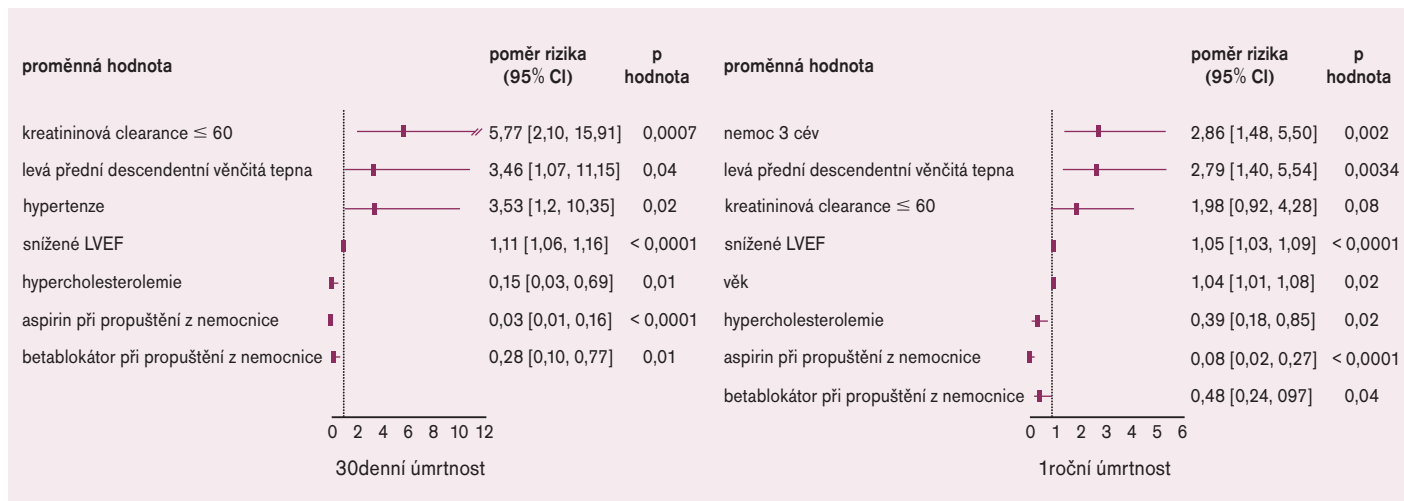 proměnná hodnota poměr rizika (95% CI) p hodnota
kreatininová clearance ≤ 60 5,77 [2,10, 15,91] 0,0007
levá přední descendentní věnčitá tepna 3,46 [1,07, 11,15] 0,04
hypertenze 3,53 [1,2, 10,35] 0,02
snížené LVEF 1,11 [1,06, 1,16] < 0,0001
hypercholesterolemie 0,15 [0,03, 0,69] 0,01
aspirin při propuštění z nemocnice 0,03 [0,01, 0,16] < 0,0001
betablokátor při propuštění z nemocnice 0,28 [0,10, 0,77] 0,01
0 2 4 6 8 10 12
30denní úmrtnost
proměnná hodnota poměr rizika (95% CI) p hodnota
nemoc 3 cév 2,86 [1,48, 5,50] 0,002
levá přední descendentní věnčitá tepna 2,79 [1,40, 5,54] 0,0034
kreatininová clearance ≤ 60 1,98 [0,92, 4,28] 0,08
snížené LVEF 1,05 [1,03, 1,09] < 0,0001
věk 1,04 [1,01, 1,08] 0,02
hypercholesterolemie 0,39 [0,18, 0,85] 0,02
aspirin při propuštění z nemocnice 0,08 [0,02, 0,27] < 0,0001
betablokátor při propuštění z nemocnice 0,48 [0,24, 097] 0,04
0 1 2 3 4 5 6
1roční úmrtnost